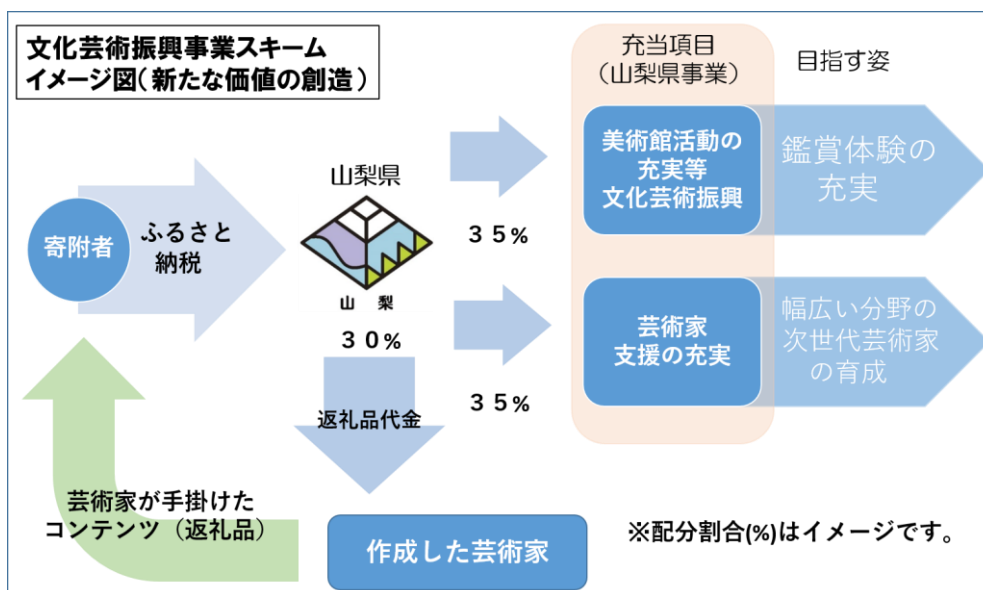 文化芸術振興事業スキーム
イメージ図(新たな価値の創造)
充当項目
(山梨県事業)
目指す姿
寄附者
ふるさと
納税
山梨県
山 梨
30%
35%
美術館活動の
充実等
文化芸術振興
鑑賞体験の
充実
35%
芸術家
支援の充実
幅広い分野の
次世代芸術家
の育成
返礼品代金
芸術家が手掛けた
コンテンツ(返礼品)
作成した芸術家
※配分割合(%)はイメージです。